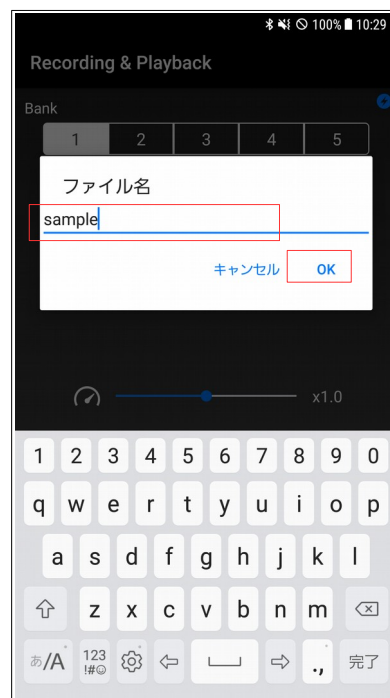 100% 10:29
Recording & Playback
Bank
1 2 3 4 5
ファイル名
sample
キャンセル OK
x1.0
1 2 3 4 5 6 7 8 9 0
q w e r t y u i o p
a s d f g h j k l
z x c v b n m
あ/A 123 !#☺ ., 完了